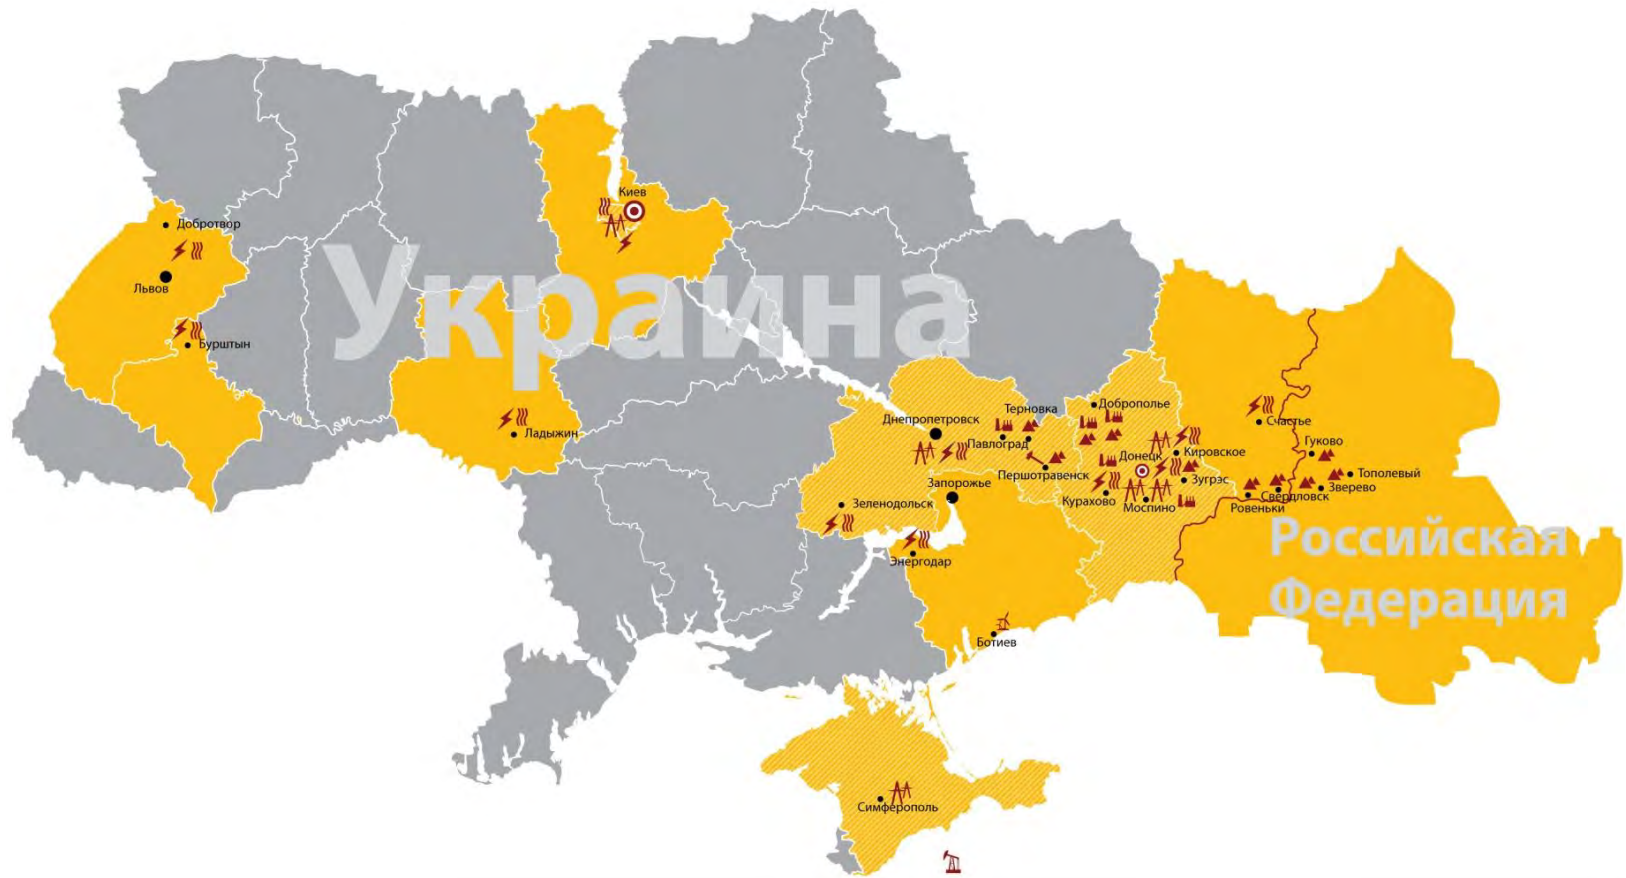 Киев
Добротвор
Львов
Украина
Бурштын
Ладыжин
Днепропетровск
Терновка
Доброполье
Счастье
Павлоград
Гуково
Кировское
Донецк
Першотравенск
Тополевый
Зугрэс
Запорожье
Зверево
Свердловск
Курахово
Зеленодольск
Моспино
Ровеньки
Российская
Федерация
Энергодар
Ботиев
Симферополь